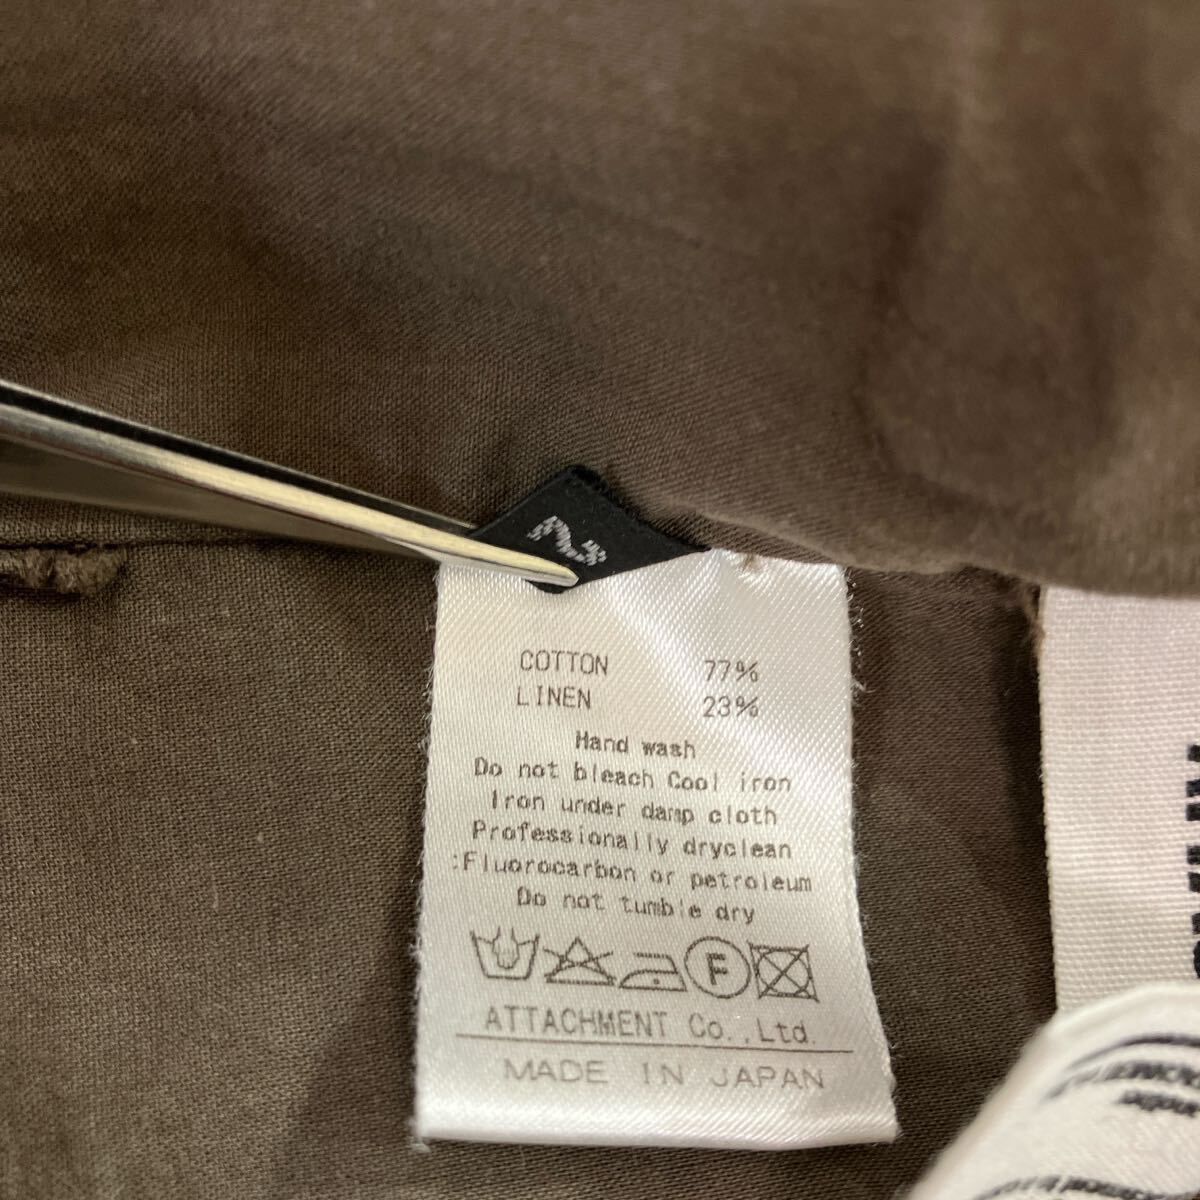 2
COTTON 77%
LINEN 23%
Hand wash
Do not bleach Cool iron
Iron under damp cloth
Professionally dryclean
:Fluorocarbon or petroleum
Do not tumble dry
F
ATTACHMENT Co.,Ltd.
MADE IN JAPAN